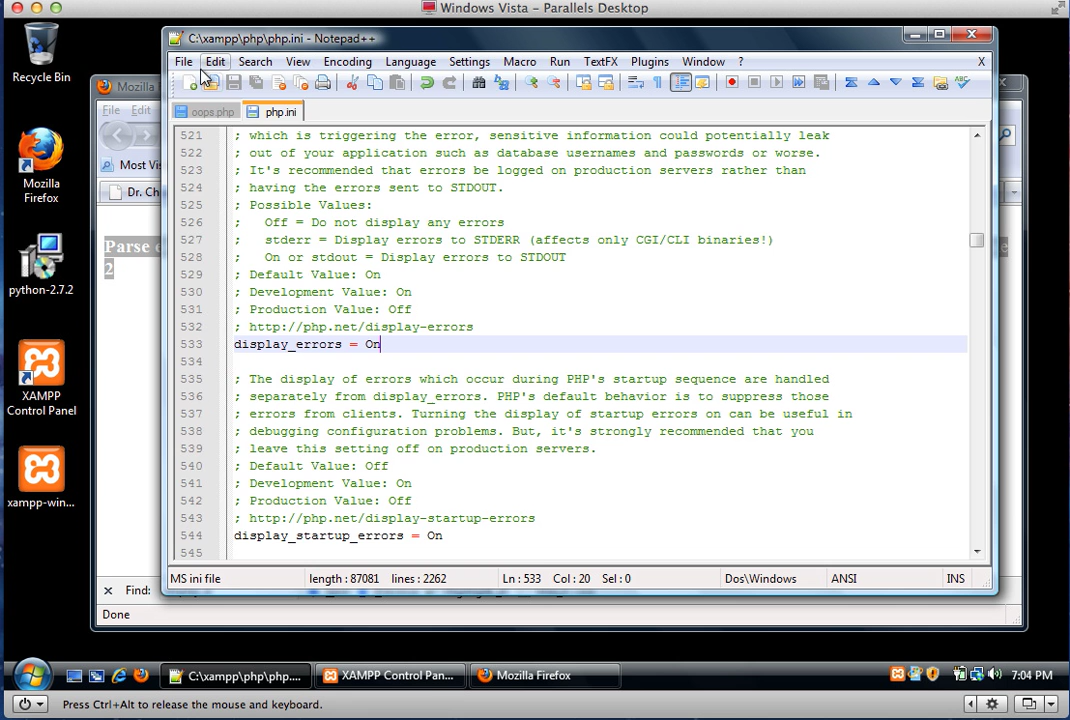 Windows Vista - Parallels Desktop
Recycle Bin
Mozilla Firefox
python-2.7.2
XAMPP Control Panel
xampp-win...
Mozilla
File Edit
Most Vis
Dr. Ch
Parse e
2
Find:
Done
C:\xampp\php\php.ini - Notepad++
File Edit Search View Encoding Language Settings Macro Run TextFX Plugins Window ? X
oops.php php.ini
521 ; which is triggering the error, sensitive information could potentially leak
522 ; out of your application such as database usernames and passwords or worse.
523 ; It's recommended that errors be logged on production servers rather than
524 ; having the errors sent to STDOUT.
525 ; Possible Values:
526 ;   Off = Do not display any errors
527 ;   stderr = Display errors to STDERR (affects only CGI/CLI binaries!)
528 ;   On or stdout = Display errors to STDOUT
529 ; Default Value: On
530 ; Development Value: On
531 ; Production Value: Off
532 ; http://php.net/display-errors
533 display_errors = On
534
535 ; The display of errors which occur during PHP's startup sequence are handled
536 ; separately from display_errors. PHP's default behavior is to suppress those
537 ; errors from clients. Turning the display of startup errors on can be useful in
538 ; debugging configuration problems. But, it's strongly recommended that you
539 ; leave this setting off on production servers.
540 ; Default Value: Off
541 ; Development Value: On
542 ; Production Value: Off
543 ; http://php.net/display-startup-errors
544 display_startup_errors = On
545
MS ini file length : 87081 lines : 2262 Ln : 533 Col : 20 Sel : 0 Dos\Windows ANSI INS
C:\xampp\php\php.... XAMPP Control Pan... Mozilla Firefox 7:04 PM
Press Ctrl+Alt to release the mouse and keyboard.